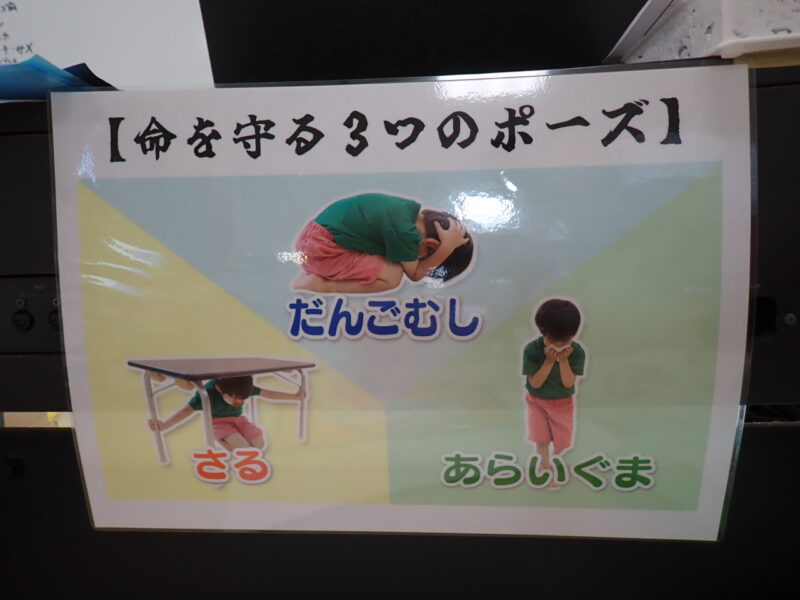 【命を守る3つのポーズ】
だんごむし
さる
あらいぐま